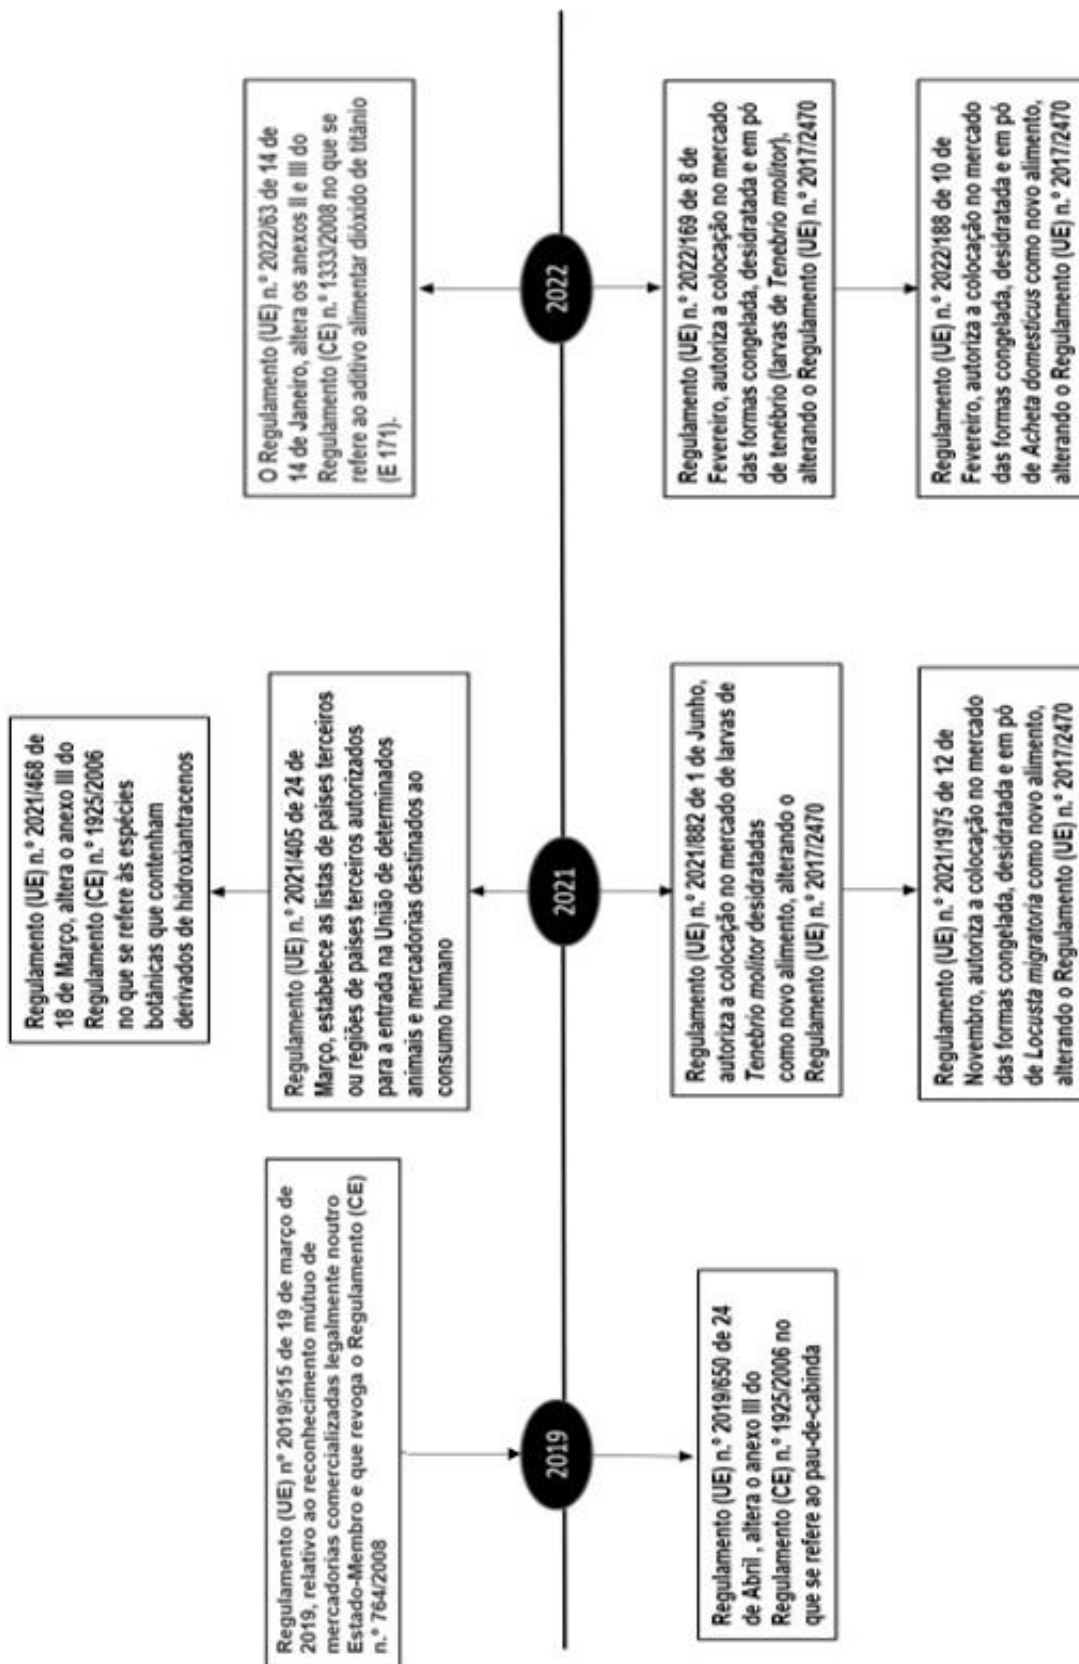 Regulamento (UE) nº 2019/515 de 19 de março de
2019, relativo ao reconhecimento mútuo de
mercadorias comercializadas legalmente noutro
Estado-Membro e que revoga o Regulamento (CE)
n.º 764/2008
2019
Regulamento (UE) n.º 2019/650 de 24
de Abril , altera o anexo III do
Regulamento (CE) n.º 1925/2006 no
que se refere ao pau-de-cabinda
Regulamento (UE) n.º 2021/468 de
18 de Março, altera o anexo III do
Regulamento (CE) n.º 1925/2006
no que se refere às espécies
botânicas que contenham
derivados de hidroxiantracenos
Regulamento (UE) n.º 2021/405 de 24 de
Março, estabelece as listas de países terceiros
ou regiões de países terceiros autorizados
para a entrada na União de determinados
animais e mercadorias destinados ao
consumo humano
2021
Regulamento (UE) n.º 2021/882 de 1 de Junho,
autoriza a colocação no mercado de larvas de
Tenebrio molitor desidratadas
como novo alimento, alterando o
Regulamento (UE) n.º 2017/2470
Regulamento (UE) n.º 2021/1975 de 12 de
Novembro, autoriza a colocação no mercado
das formas congelada, desidratada e em pó
de Locusta migratoria como novo alimento,
alterando o Regulamento (UE) n.º 2017/2470
O Regulamento (UE) n.º 2022/63 de 14 de
14 de Janeiro, altera os anexos II e III do
Regulamento (CE) n.º 1333/2008 no que se
refere ao aditivo alimentar dióxido de titânio
(E 171).
2022
Regulamento (UE) n.º 2022/169 de 8 de
Fevereiro, autoriza a colocação no mercado
das formas congelada, desidratada e em pó
de tenébrio (larvas de Tenebrio molitor),
alterando o Regulamento (UE) n.º 2017/2470
Regulamento (UE) n.º 2022/188 de 10 de
Fevereiro, autoriza a colocação no mercado
das formas congelada, desidratada e em pó
de Acheta domesticus como novo alimento,
alterando o Regulamento (UE) n.º 2017/2470